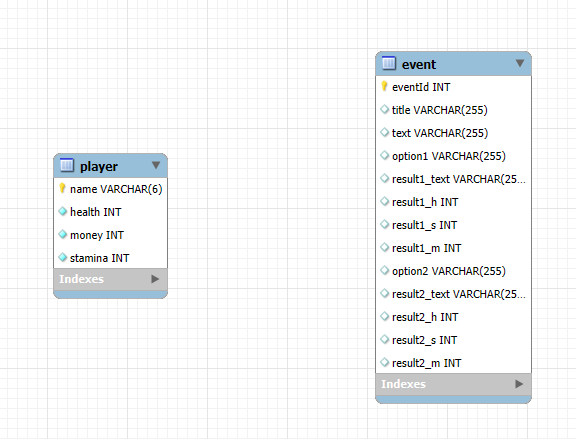 player
name VARCHAR(6)
health INT
money INT
stamina INT
Indexes
event
eventId INT
title VARCHAR(255)
text VARCHAR(255)
option1 VARCHAR(255)
result1_text VARCHAR(25...
result1_h INT
result1_s INT
result1_m INT
option2 VARCHAR(255)
result2_text VARCHAR(25...
result2_h INT
result2_s INT
result2_m INT
Indexes